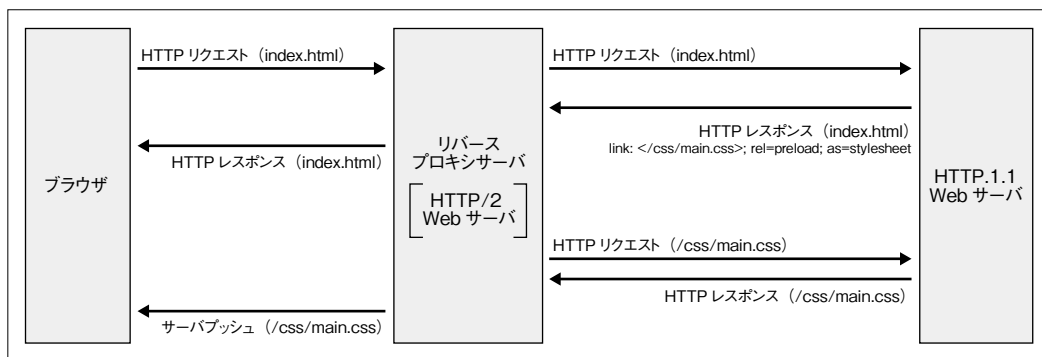 HTTP リクエスト（index.html）
HTTP リクエスト（index.html）
HTTP レスポンス（index.html）
link: </css/main.css>; rel=preload; as=stylesheet
HTTP レスポンス（index.html）
ブラウザ
リバース
プロキシサーバ
HTTP/2
Web サーバ
HTTP.1.1
Web サーバ
HTTP リクエスト（/css/main.css）
HTTP レスポンス（/css/main.css）
サーバプッシュ（/css/main.css）